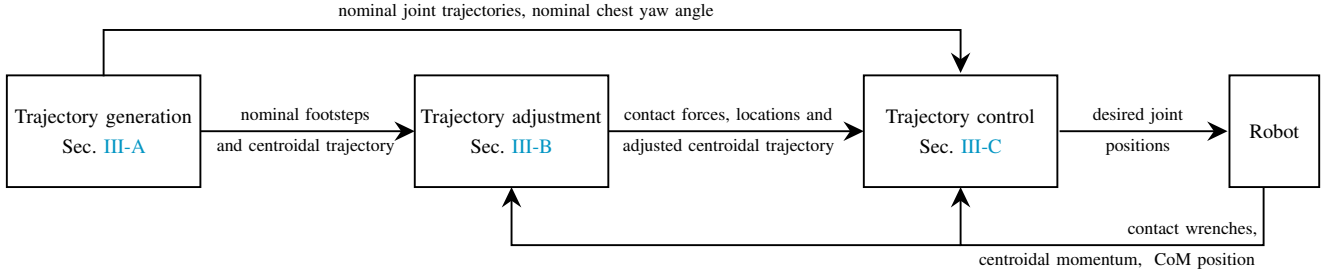 nominal joint trajectories, nominal chest yaw angle
Trajectory generation
Sec. III-A
nominal footsteps
and centroidal trajectory
Trajectory adjustment
Sec. III-B
contact forces, locations and
adjusted centroidal trajectory
Trajectory control
Sec. III-C
desired joint
positions
Robot
contact wrenches,
centroidal momentum, CoM position